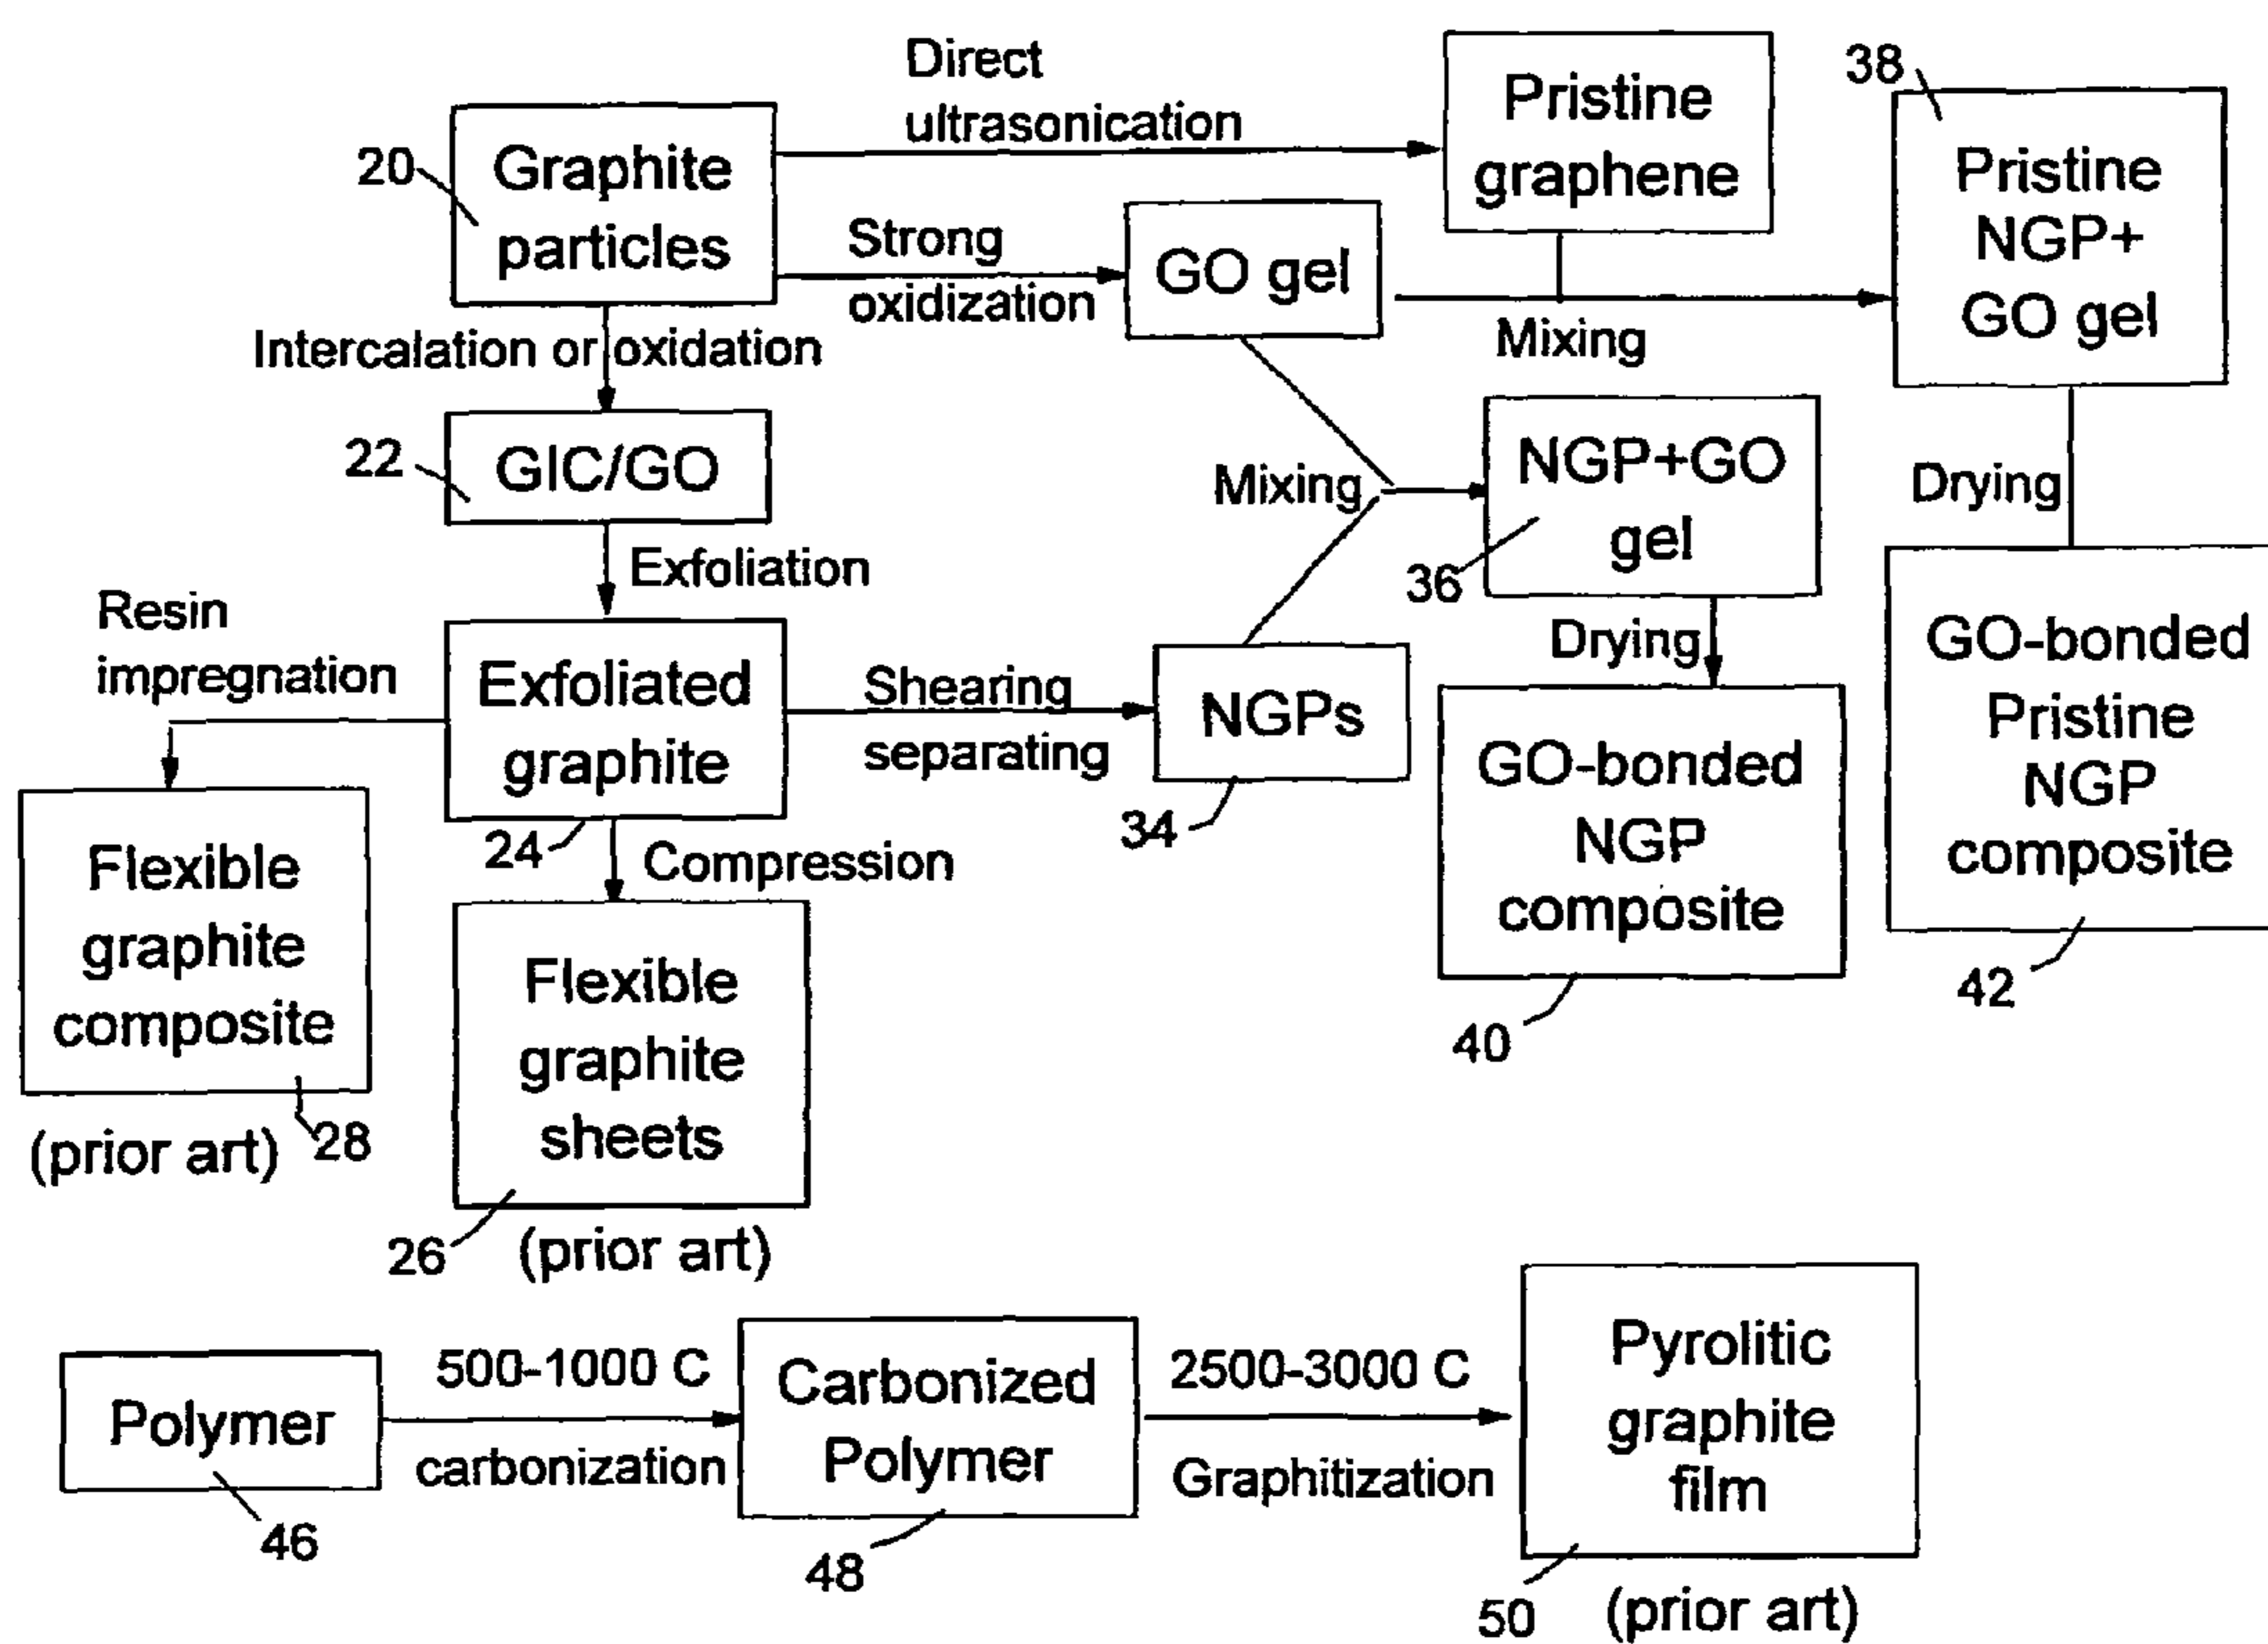 Direct
ultrasonication
Pristine
graphene
38
Pristine
NGP+
GO gel
20
Graphite
particles
Strong
oxidization
GO gel
Mixing
Intercalation or oxidation
22
GIC/GO
Mixing
NGP+GO
gel
36
Drying
Drying
Exfoliation
Resin
impregnation
Exfoliated
graphite
24
Shearing
separating
NGPs
34
GO-bonded
NGP
composite
40
GO-bonded
Pristine
NGP
composite
42
Compression
Flexible
graphite
composite
28
(prior art)
Flexible
graphite
sheets
26
(prior art)
Polymer
46
500-1000 C
carbonization
Carbonized
Polymer
48
2500-3000 C
Graphitization
Pyrolitic
graphite
film
50
(prior art)